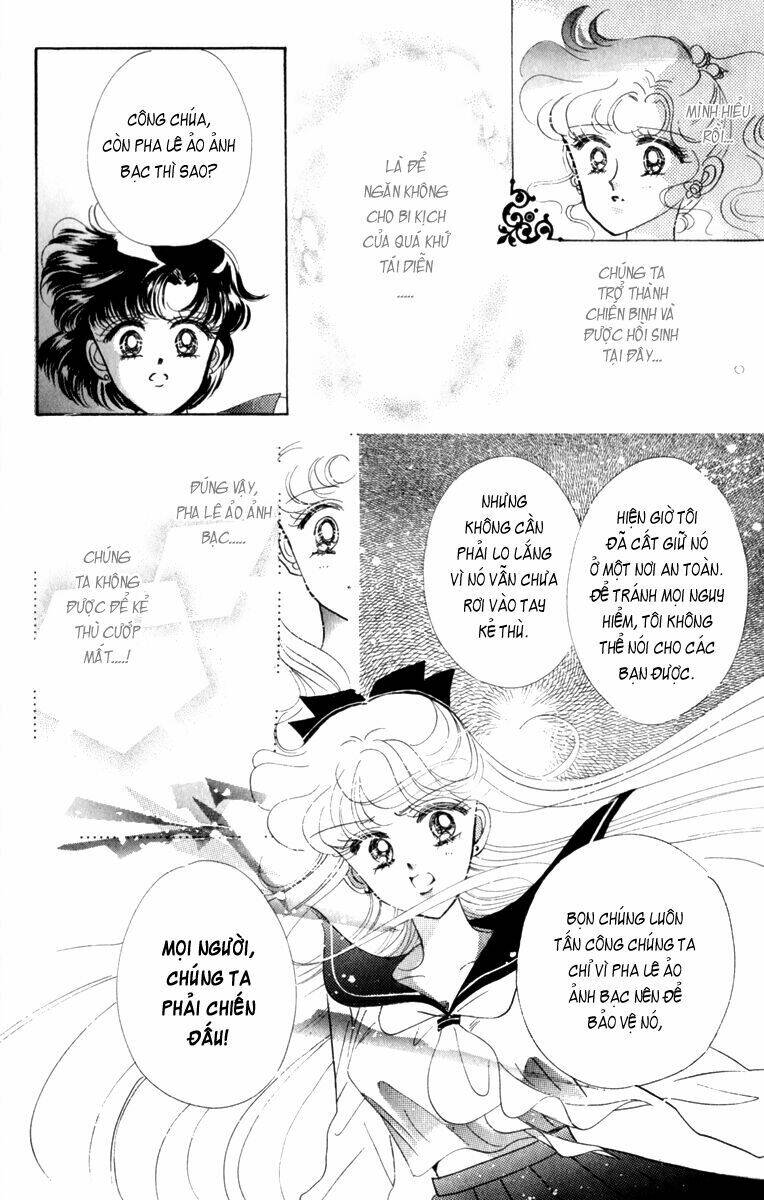 MÌNH HIỂU
RỒI...
CHÚNG TA
TRỞ THÀNH
CHIẾN BINH VÀ
ĐƯỢC HỒI SINH
TẠI ĐÂY...
LÀ ĐỂ
NGĂN KHÔNG
CHO BI KỊCH
CỦA QUÁ KHỨ
TÁI DIỄN
.....
CÔNG CHÚA,
CÒN PHA LÊ ẢO ẢNH
BẠC THÌ SAO?
HIỆN GIỜ TÔI
ĐÃ CẤT GIỮ NÓ
Ở MỘT NƠI AN TOÀN.
ĐỂ TRÁNH MỌI NGUY
HIỂM, TÔI KHÔNG
THỂ NÓI CHO CÁC
BẠN ĐƯỢC.
NHƯNG
KHÔNG CẦN
PHẢI LO LẮNG
VÌ NÓ VẪN CHƯA
RƠI VÀO TAY
KẺ THÙ.
ĐÚNG VẬY,
PHA LÊ ẢO ẢNH
BẠC.....
CHÚNG
TA KHÔNG
ĐƯỢC ĐỂ KẺ
THÙ CƯỚP
MẤT....!
BỌN CHÚNG LUÔN
TẤN CÔNG CHÚNG TA
CHỈ VÌ PHA LÊ ẢO
ẢNH BẠC NÊN ĐỂ
BẢO VỆ NÓ,
MỌI NGƯỜI,
CHÚNG TA
PHẢI CHIẾN
ĐẤU!